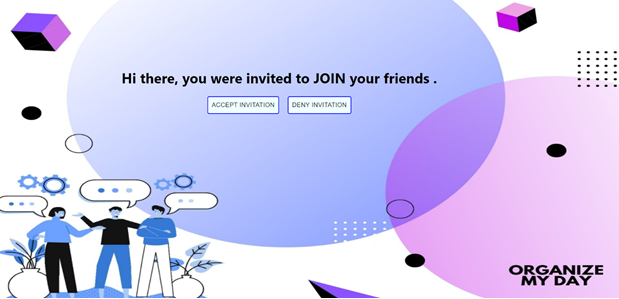 Hi there, you were invited to JOIN your friends .
ACCEPT INVITATION DENY INVITATION
ORGANIZE
MY DAY